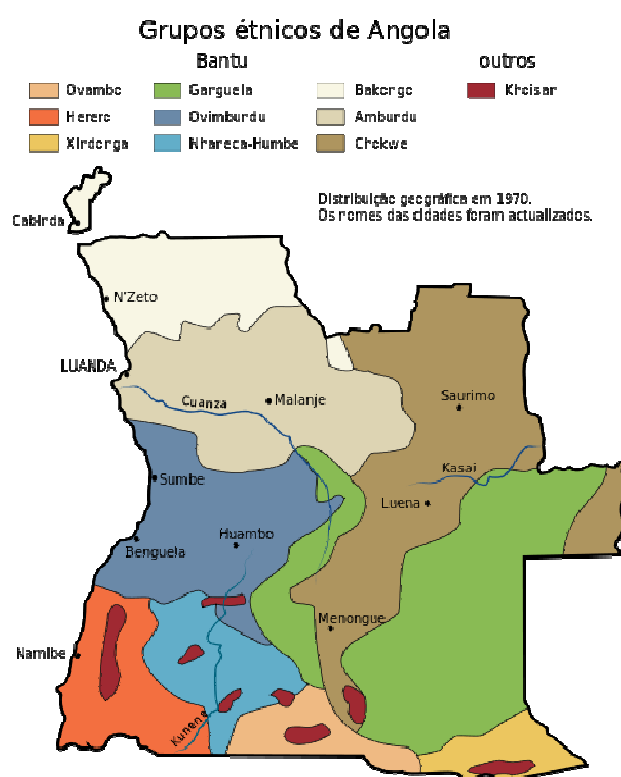 Grupos étnicos de Angola
Bantu
outros
Ovambo
Ganguela
Bakongo
Khoisan
Herero
Ovimbundu
Ambundu
Xindonga
Nhaneca-Humbe
Chokwe
Distribuição geográfica em 1970.
Os nomes das cidades foram actualizados.
Cabinda
N'Zeto
LUANDA
Cuanza
Malanje
Saurimo
Sumbe
Kasai
Luena
Huambo
Benguela
Menongue
Namibe
Kunene